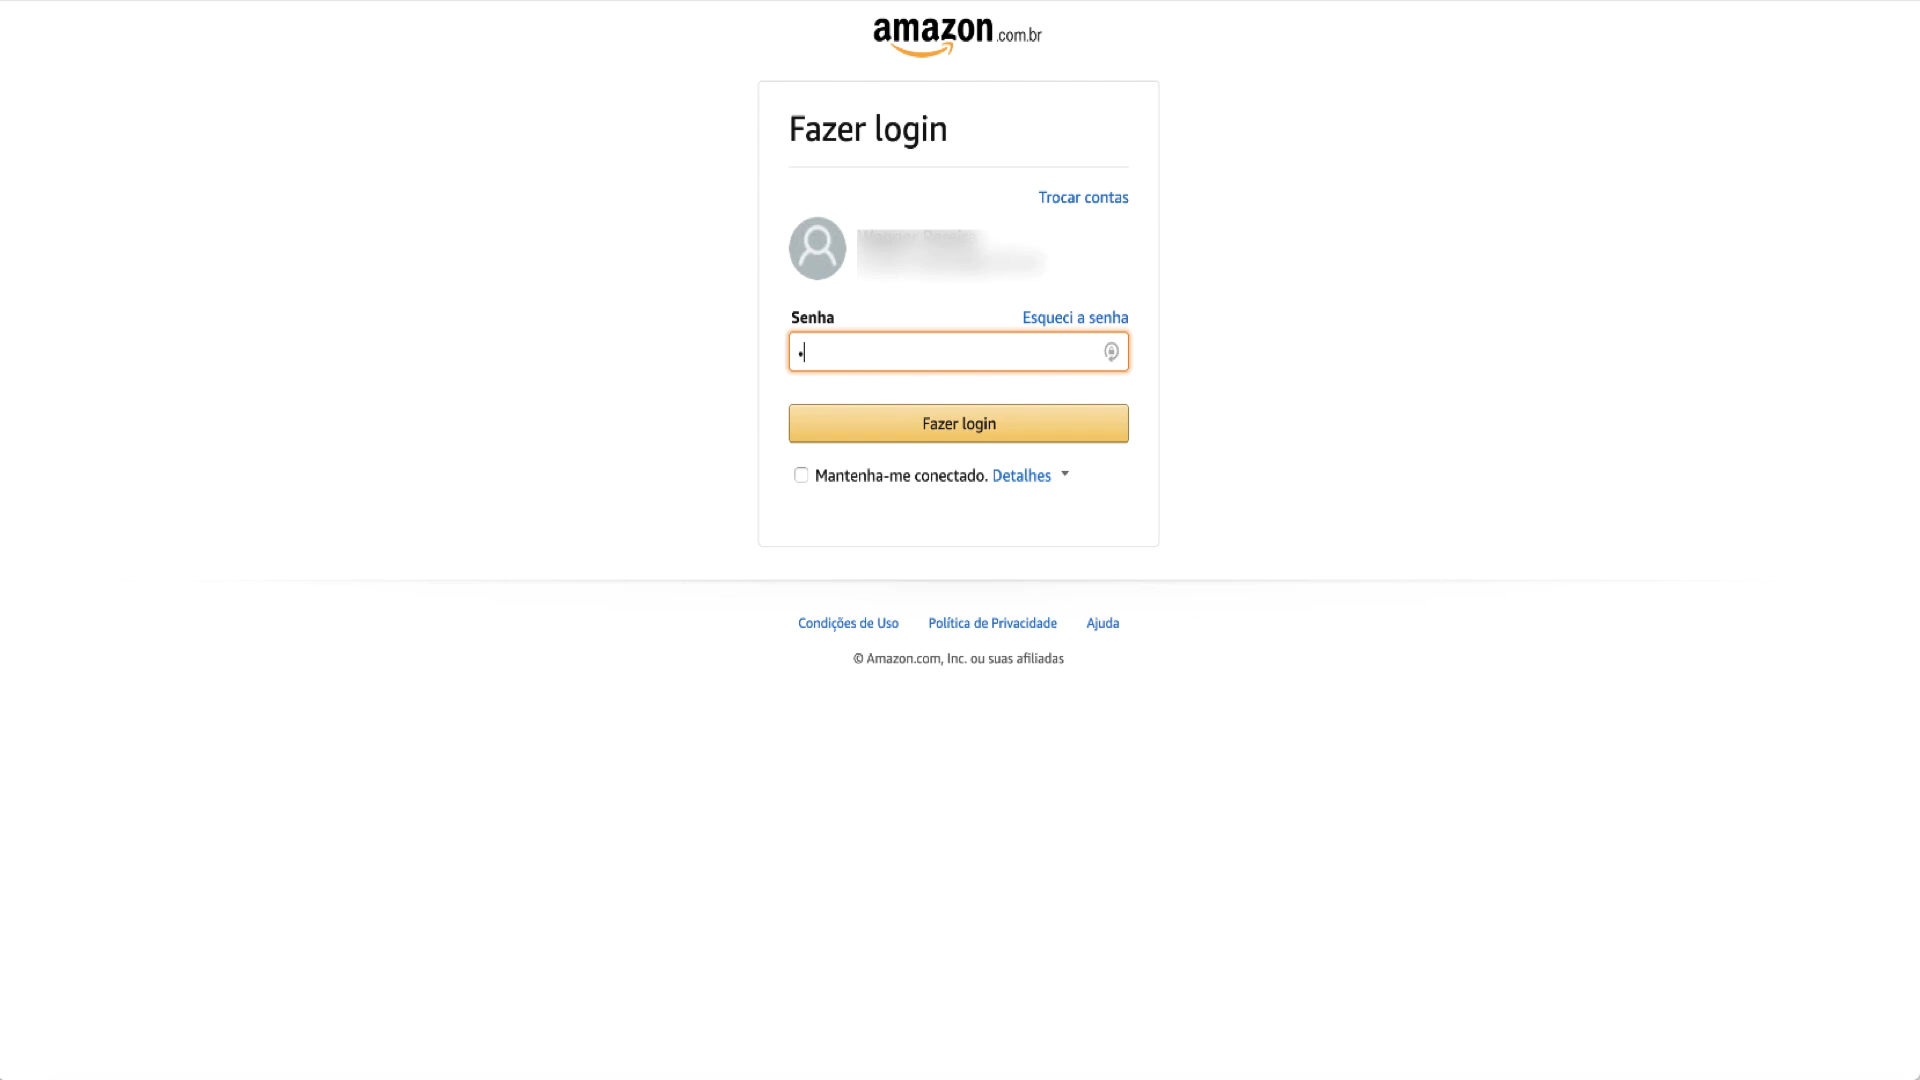 amazon.com.br
Fazer login
Trocar contas
Senha
Esqueci a senha
Fazer login
Mantenha-me conectado. Detalhes
Condições de Uso Política de Privacidade Ajuda
© Amazon.com, Inc. ou suas afiliadas